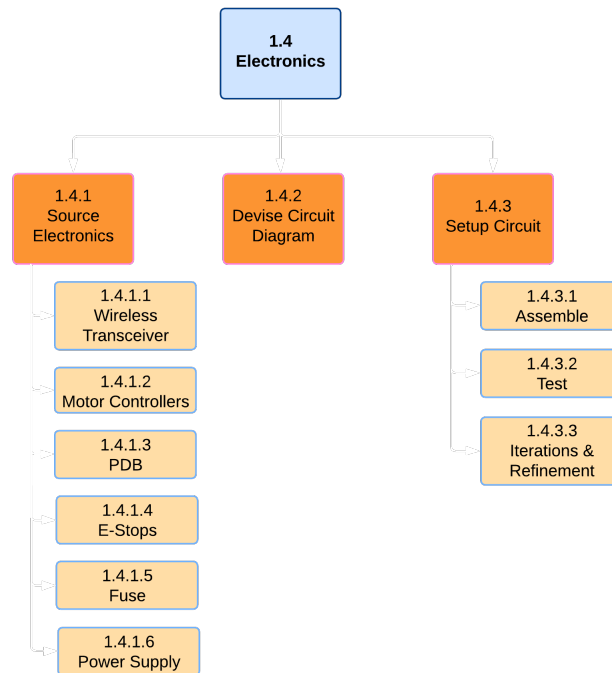 1.4
Electronics
1.4.1
Source
Electronics
1.4.2
Devise Circuit
Diagram
1.4.3
Setup Circuit
1.4.1.1
Wireless
Transceiver
1.4.1.2
Motor Controllers
1.4.1.3
PDB
1.4.1.4
E-Stops
1.4.1.5
Fuse
1.4.1.6
Power Supply
1.4.3.1
Assemble
1.4.3.2
Test
1.4.3.3
Iterations &
Refinement